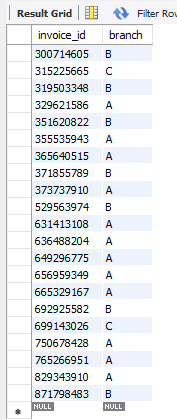 Result Grid Filter Row
invoice_id branch
300714605 B
315225665 C
319503348 B
329621586 A
351620822 B
355535943 A
365640515 A
371855789 B
373737910 A
529563974 B
631413108 A
636488204 A
649296775 A
656959349 A
665329167 A
692925582 B
699143026 C
750678428 A
765266951 A
829343910 A
871798483 B
NULL NULL